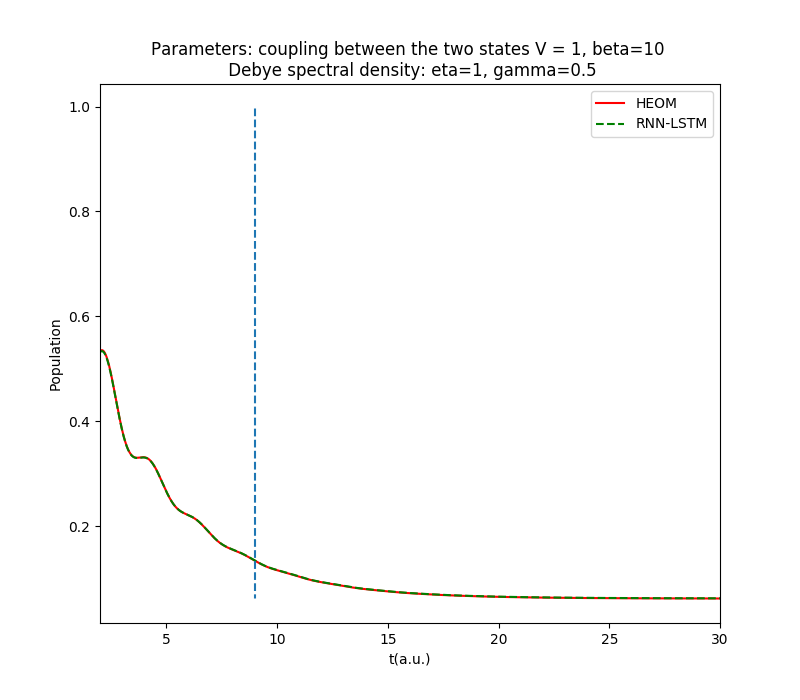 Parameters: coupling between the two states V = 1, beta=10
Debye spectral density: eta=1, gamma=0.5
HEOM
RNN-LSTM
1.0
0.8
0.6
0.4
0.2
Population
5
10
15
20
25
30
t(a.u.)